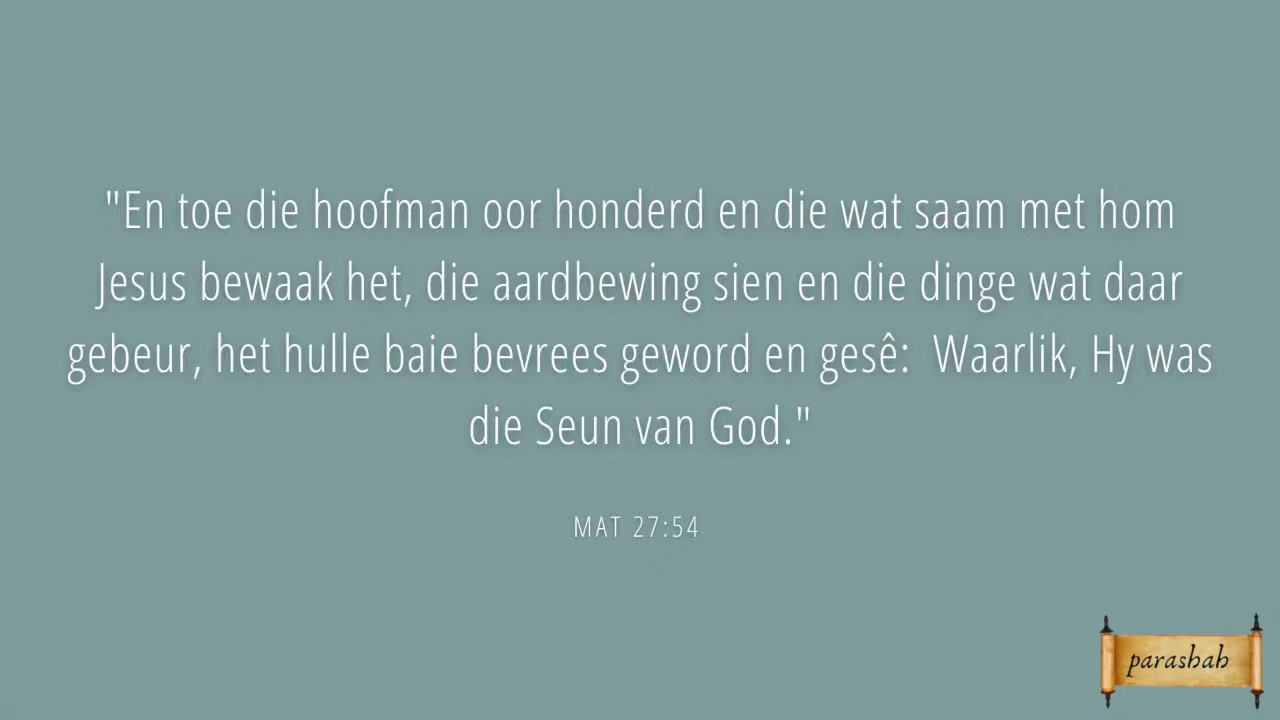 "En toe die hoofman oor honderd en die wat saam met hom
Jesus bewaak het, die aardbewing sien en die dinge wat daar
gebeur, het hulle baie bevrees geword en gesê:  Waarlik, Hy was
die Seun van God."
MAT 27:54
parashah